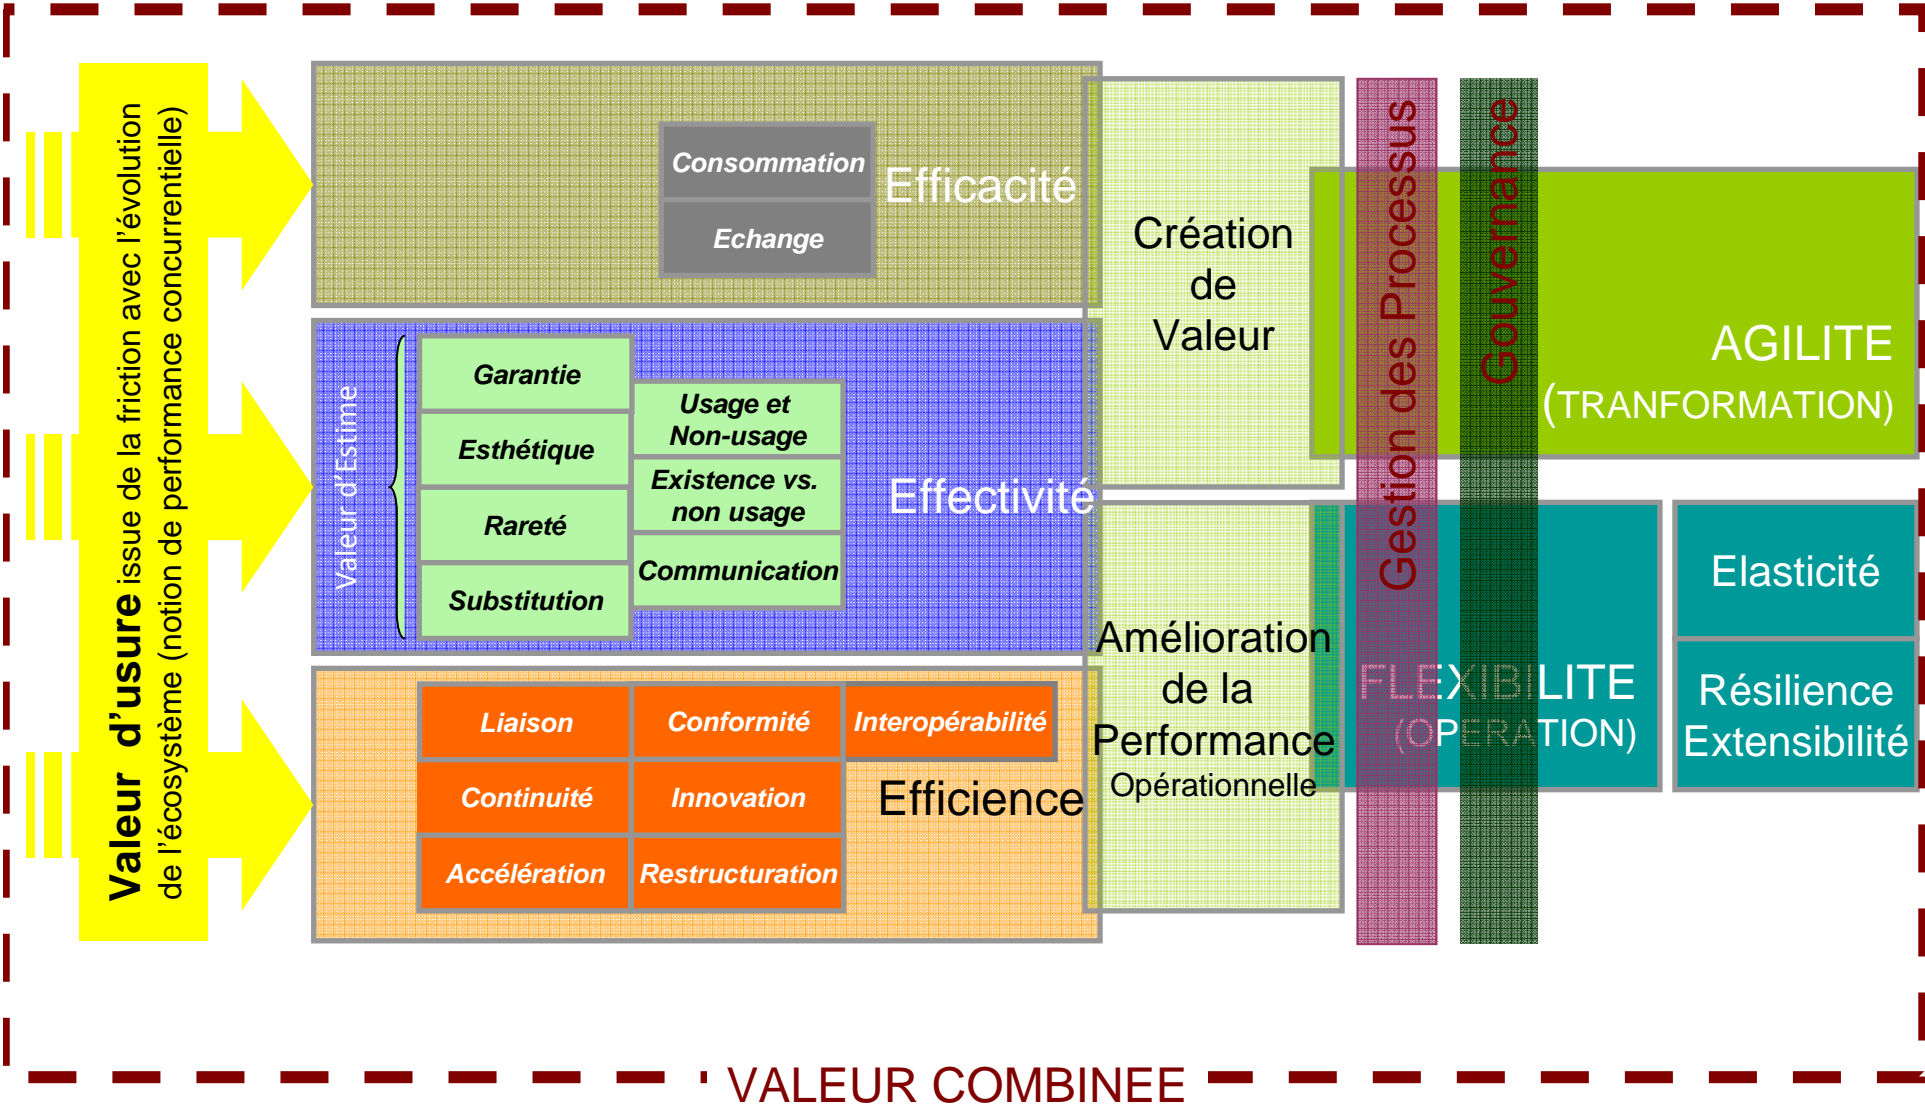 Valeur d'usure issue de la friction avec l'évolution
de l'écosystème (notion de performance concurrentielle)
Consommation
Echange
Efficacité
Valeur d'Estime
Garantie
Esthétique
Rareté
Substitution
Usage et
Non-usage
Existence vs.
non usage
Communication
Effectivité
Liaison
Conformité
Interopérabilité
Continuité
Innovation
Accélération
Restructuration
Efficience
Création
de
Valeur
Amélioration
de la
Performance
Opérationnelle
Gestion des Processus
Gouvernance
AGILITE
(TRANFORMATION)
FLEXIBILITE
(OPERATION)
Elasticité
Résilience
Extensibilité
VALEUR COMBINEE